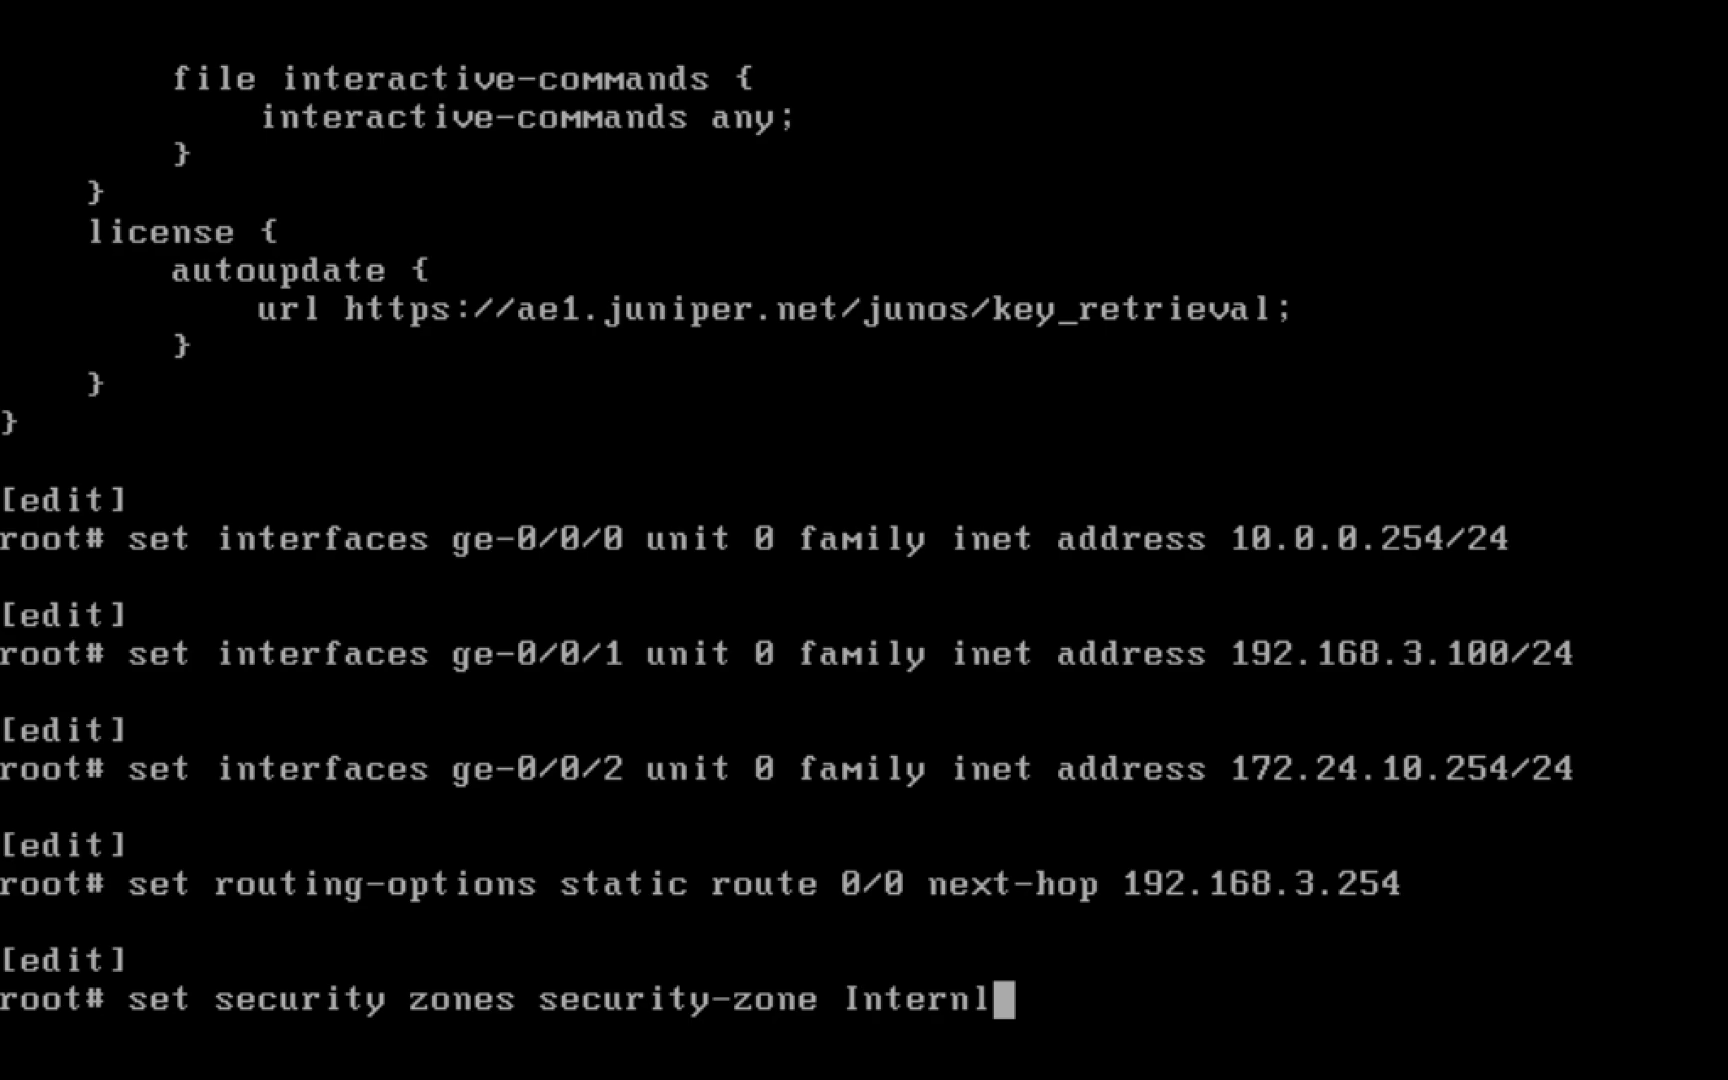 file interactive-commands {
interactive-commands any;
}
}
license {
autoupdate {
url https://ae1.juniper.net/junos/key_retrieval;
}
}
}
[edit]
root# set interfaces ge-0/0/0 unit 0 family inet address 10.0.0.254/24
[edit]
root# set interfaces ge-0/0/1 unit 0 family inet address 192.168.3.100/24
[edit]
root# set interfaces ge-0/0/2 unit 0 family inet address 172.24.10.254/24
[edit]
root# set routing-options static route 0/0 next-hop 192.168.3.254
[edit]
root# set security zones security-zone Internl